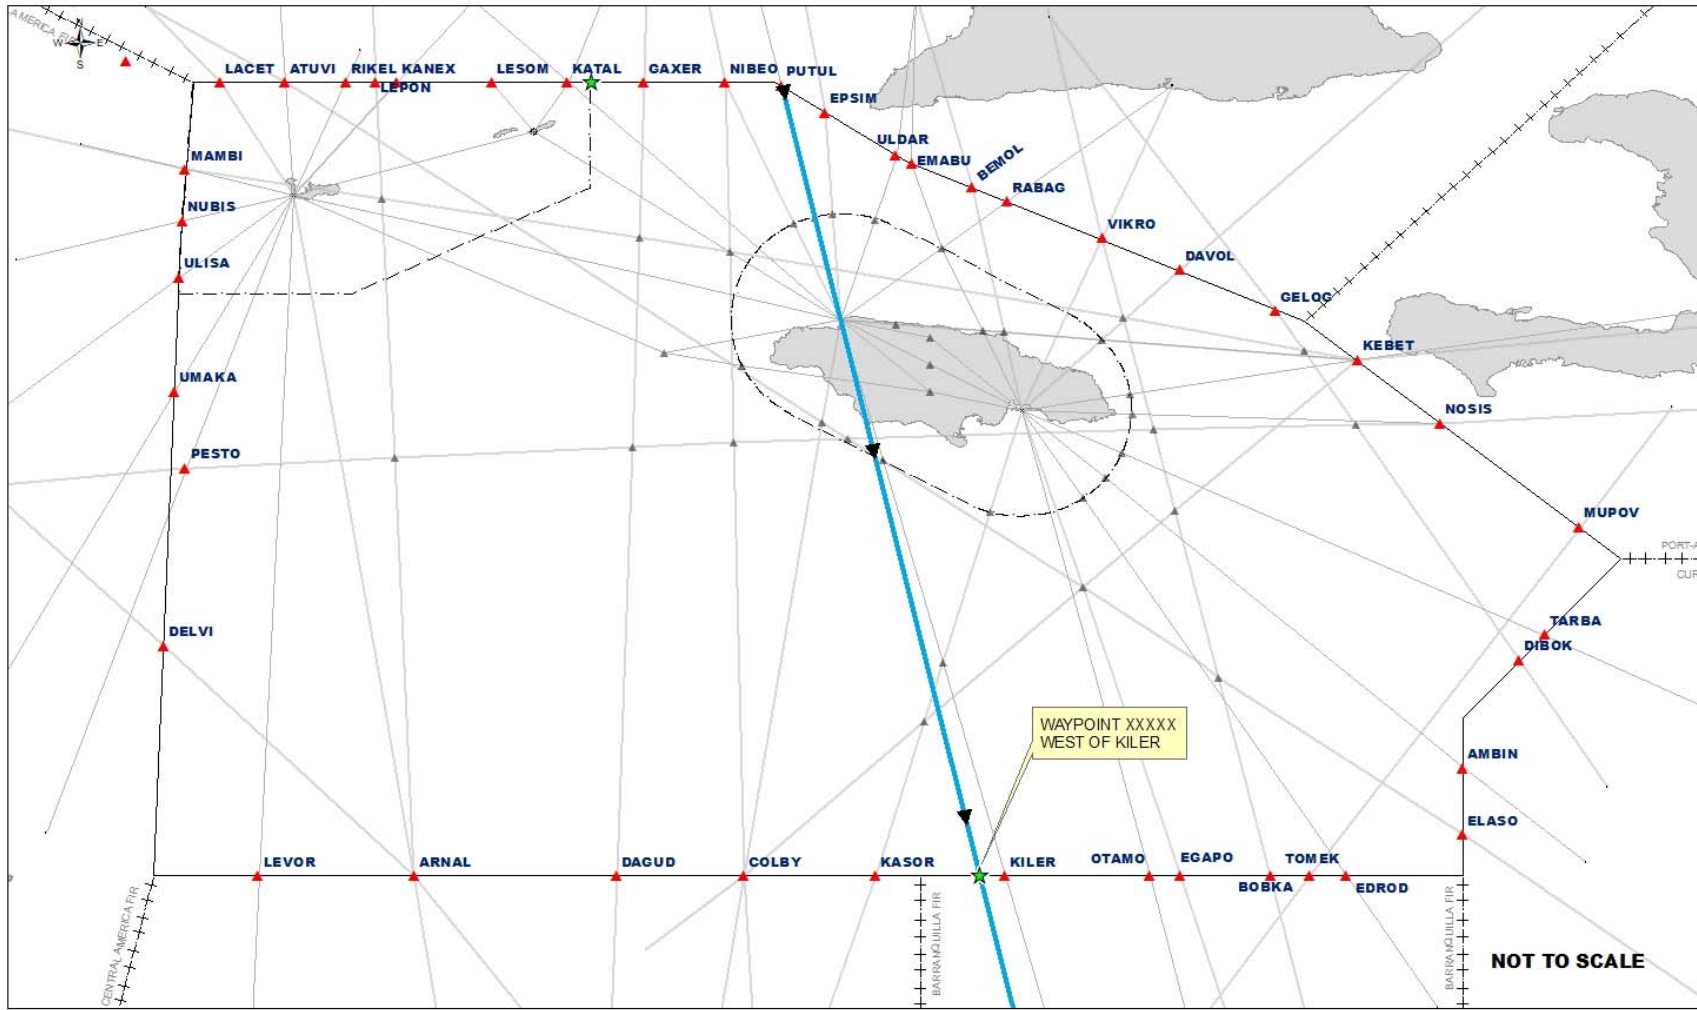 AMERICA FIR
N
W
E
S
LACET
ATUVI
RIKEL
KANEX
LEPON
LESOM
KATAL
GAXER
NIBEO
PUTUL
EPSIM
ULDAR
EMABU
BEMOL
RABAG
VIKRO
DAVOL
GELOG
KEBET
NOSIS
MUPOV
MAMBI
NUBIS
ULISA
UMAKA
PESTO
DELVI
PORT-A
CUR
TARBA
DIBOK
WAYPOINT XXXXX
WEST OF KILER
AMBIN
ELASO
LEVOR
ARNAL
DAGUD
COLBY
KASOR
KILER
OTAMO
EGAPO
TOMEK
BOBKA
EDROD
CENTRAL AMERICA FIR
BARRANQUILLA FIR
BARRANQUILLA FIR
NOT TO SCALE